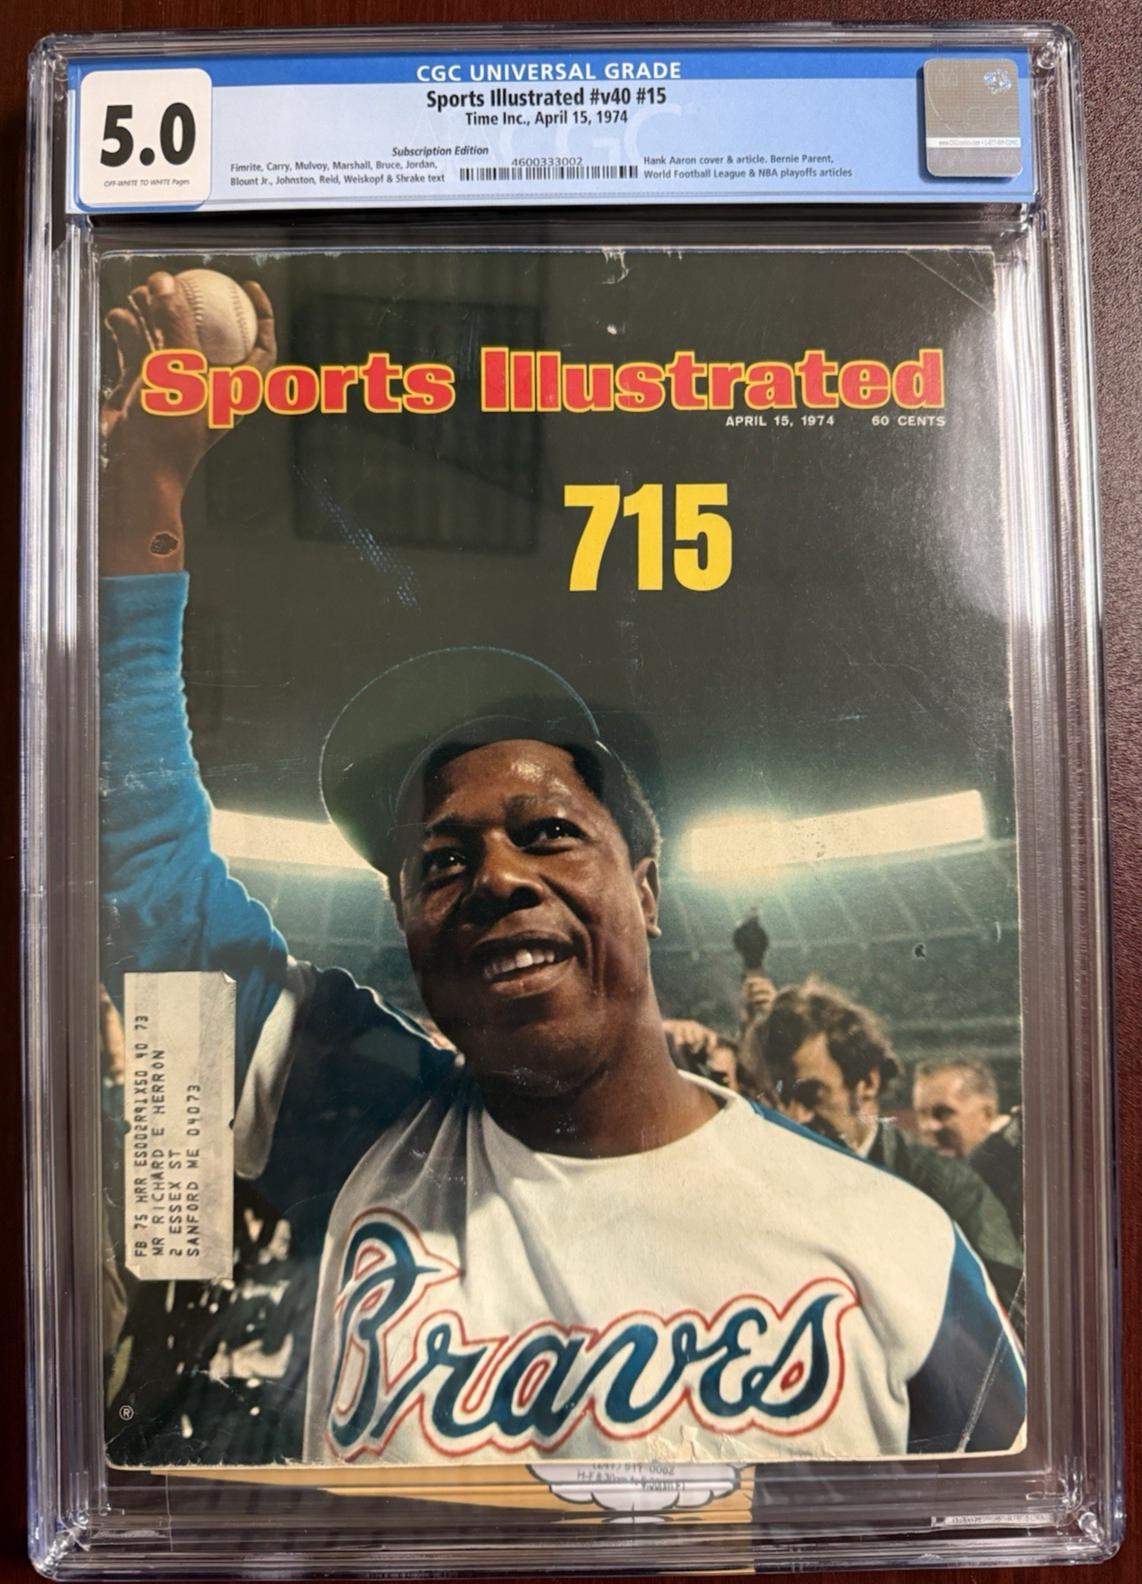 CGC UNIVERSAL GRADE
5.0
OFF-WHITE TO WHITE Pages
Sports Illustrated #v40 #15
Time Inc., April 15, 1974
Subscription Edition
Fimrite, Carry, Mulvoy, Marshall, Bruce, Jordan,
Blount Jr., Johnston, Reid, Weiskopf & Shrake text
4600333002
Hank Aaron cover & article. Bernie Parent,
World Football League & NBA playoffs articles
Sports Illustrated
APRIL 15, 1974 60 CENTS
715
FB 75 HRR ES002R91X50 40 73
MR RICHARD E HERRON
2 ESSEX ST
SANFORD ME 04073
Braves
®